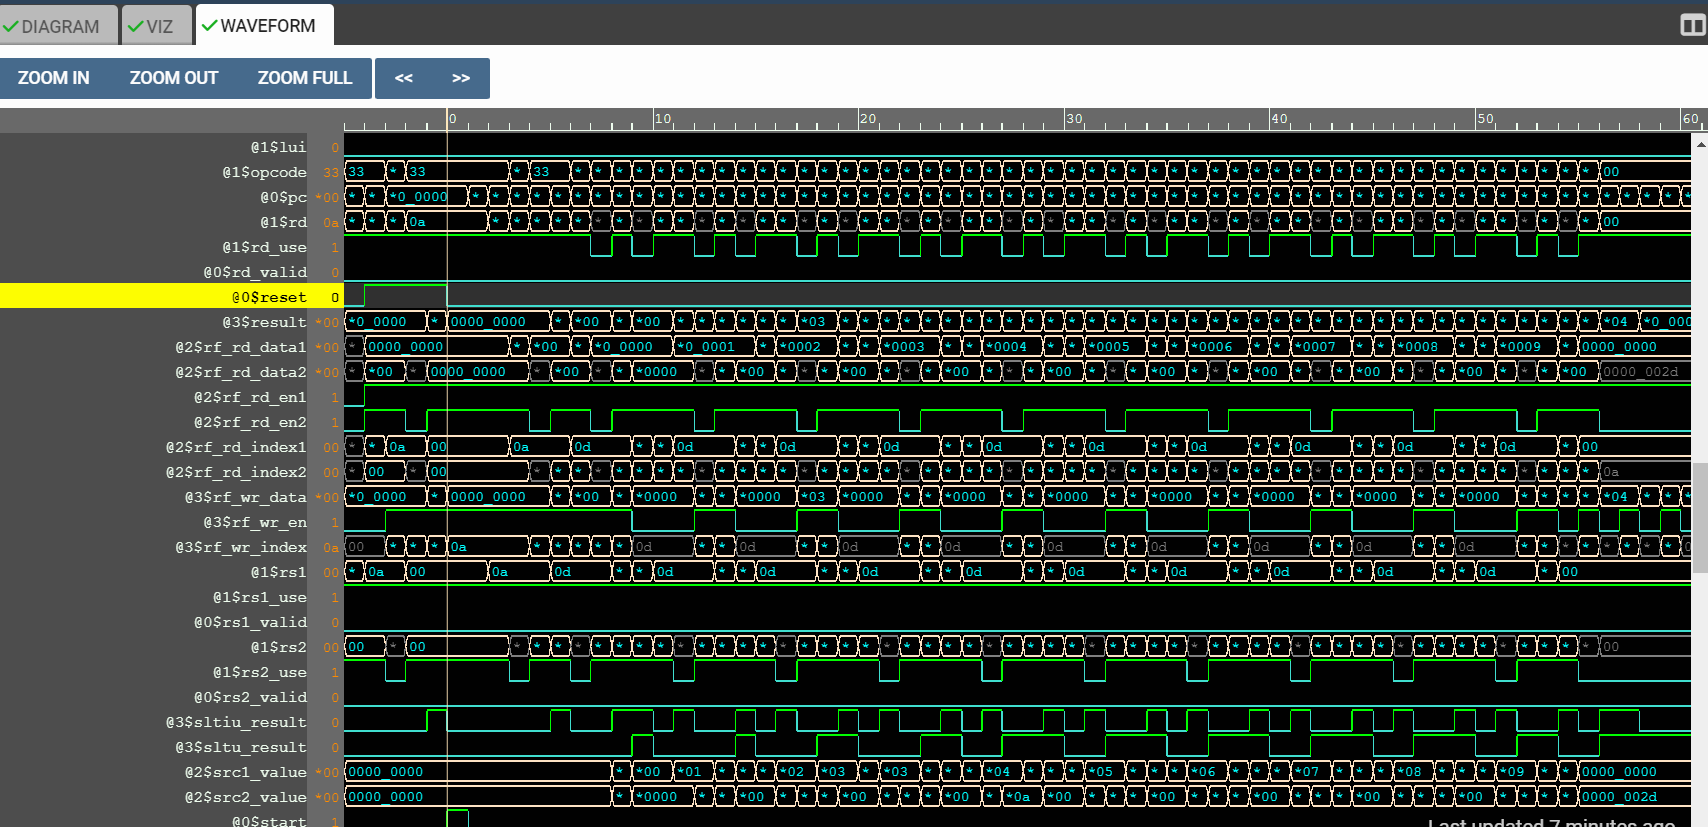 DIAGRAM VIZ WAVEFORM
ZOOM IN ZOOM OUT ZOOM FULL << >>
0 10 20 30 40 50 60
@1$lui 0
@1$opcode 33 33 * 33 * 33 00
@0$pc *00 * * *0_0000
@1$rd 0a * * * 0a 00
@1$rd_use 1
@0$rd_valid 0
@0$reset 0
@3$result *00 *0_0000 * 0000_0000 * *00 * *00 *03 *04 *0_000
@2$rf_rd_data1 *00 * 0000_0000 * *00 * *0_0000 *0_0001 * *0002 * *0003 * * *0004 * * *0005 * * *0006 * * *0007 * * *0008 * * *0009 * 0000_0000
@2$rf_rd_data2 *00 * *00 * 0000_0000 * *00 * * *0000 * * *00 * * * *00 * * * *00 * * * *00 * * * *00 * * * *00 * * * *00 * * * *00 * * * *00 0000_002d
@2$rf_rd_en1 1
@2$rf_rd_en2 1
@2$rf_rd_index1 00 * * 0a 00 0a 0d * * 0d * * 0d * * 0d * * 0d * * 0d * * 0d * * 0d * * 0d * * 0d * 00
@2$rf_rd_index2 00 * 00 * 00 0a
@3$rf_wr_data *00 *0_0000 * 0000_0000 * *00 * *0000 * * *0000 *03 *0000 * * *0000 * * *0000 * * *0000 * * *0000 * * *0000 * * *0000 * * * * *04 * * *
@3$rf_wr_en 1
@3$rf_wr_index 0a 00 * * * 0a * * * * * 0d * * 0d * * 0d * * 0d * * 0d * * 0d * * 0d * * 0d * * 0d
@1$rs1 00 * 0a 00 0a 0d * * 0d * * 0d * * 0d * * 0d * * 0d * * 0d * * 0d * * 0d * * 0d * 00
@1$rs1_use 1
@0$rs1_valid 0
@1$rs2 00 00 * 00 00
@1$rs2_use 1
@0$rs2_valid 0
@3$sltiu_result 0
@3$sltu_result 0
@2$src1_value *00 0000_0000 * *00 *01 * * * *02 *03 * *03 * * * *04 * * * *05 * * * *06 * * * *07 * * * *08 * * * *09 * * 0000_0000
@2$src2_value *00 0000_0000 * *0000 * * *00 * * * *00 * * * *00 * *0a *00 * * * *00 * * * *00 * * * *00 * * * *00 * * * * 0000_002d
@0$start 1
Last updated 7 minutes ago